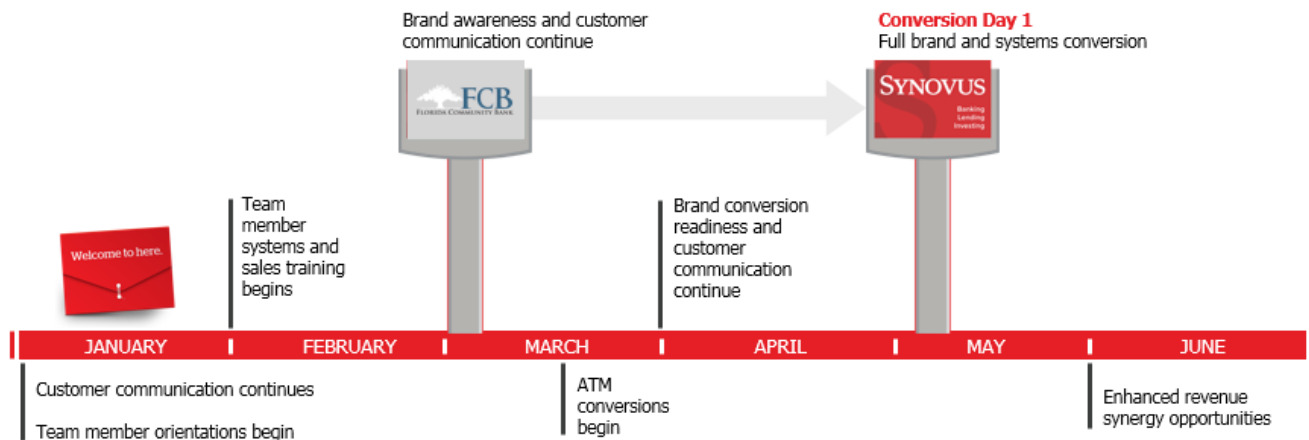 Brand awareness and customer
communication continue
Conversion Day 1
Full brand and systems conversion
FCB
FLORIDA COMMUNITY BANK
SYNOVUS
Banking
Lending
Investing
Welcome to here.
Team
member
systems and
sales training
begins
Brand conversion
readiness and
customer
communication
continue
JANUARY
FEBRUARY
MARCH
APRIL
MAY
JUNE
Customer communication continues
Team member orientations begin
ATM
conversions
begin
Enhanced revenue
synergy opportunities